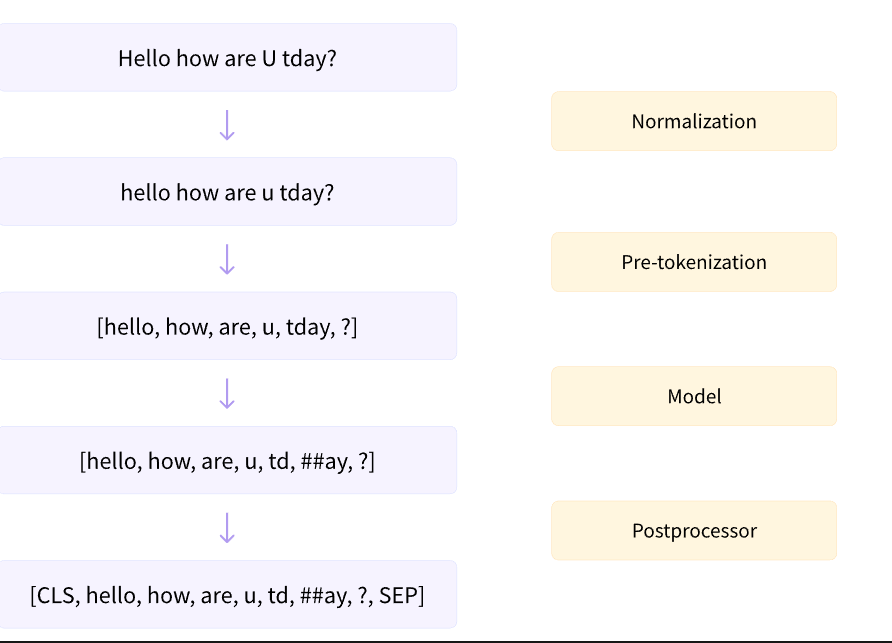 Hello how are U tday?
Normalization
hello how are u tday?
Pre-tokenization
[hello, how, are, u, tday, ?]
Model
[hello, how, are, u, td, ##ay, ?]
Postprocessor
[CLS, hello, how, are, u, td, ##ay, ?, SEP]